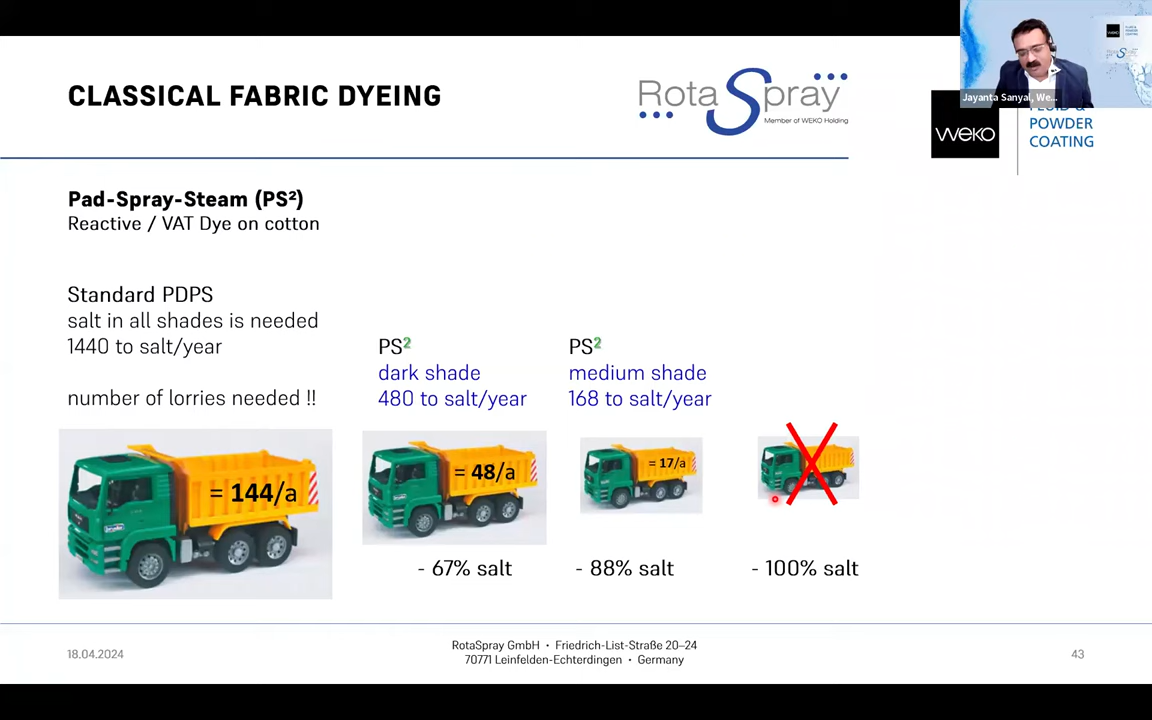 CLASSICAL FABRIC DYEING
RotaSpray
Member of WEKO Holding
Jayanta Sanyal, We...
weko
FLUID &
POWDER
COATING
Pad-Spray-Steam (PS²)
Reactive / VAT Dye on cotton
Standard PDPS
salt in all shades is needed
1440 to salt/year
number of lorries needed !!
PS²
dark shade
480 to salt/year
PS²
medium shade
168 to salt/year
= 144/a
= 48/a
= 17/a
- 67% salt
- 88% salt
- 100% salt
18.04.2024
RotaSpray GmbH • Friedrich-List-Straße 20–24
70771 Leinfelden-Echterdingen • Germany
43